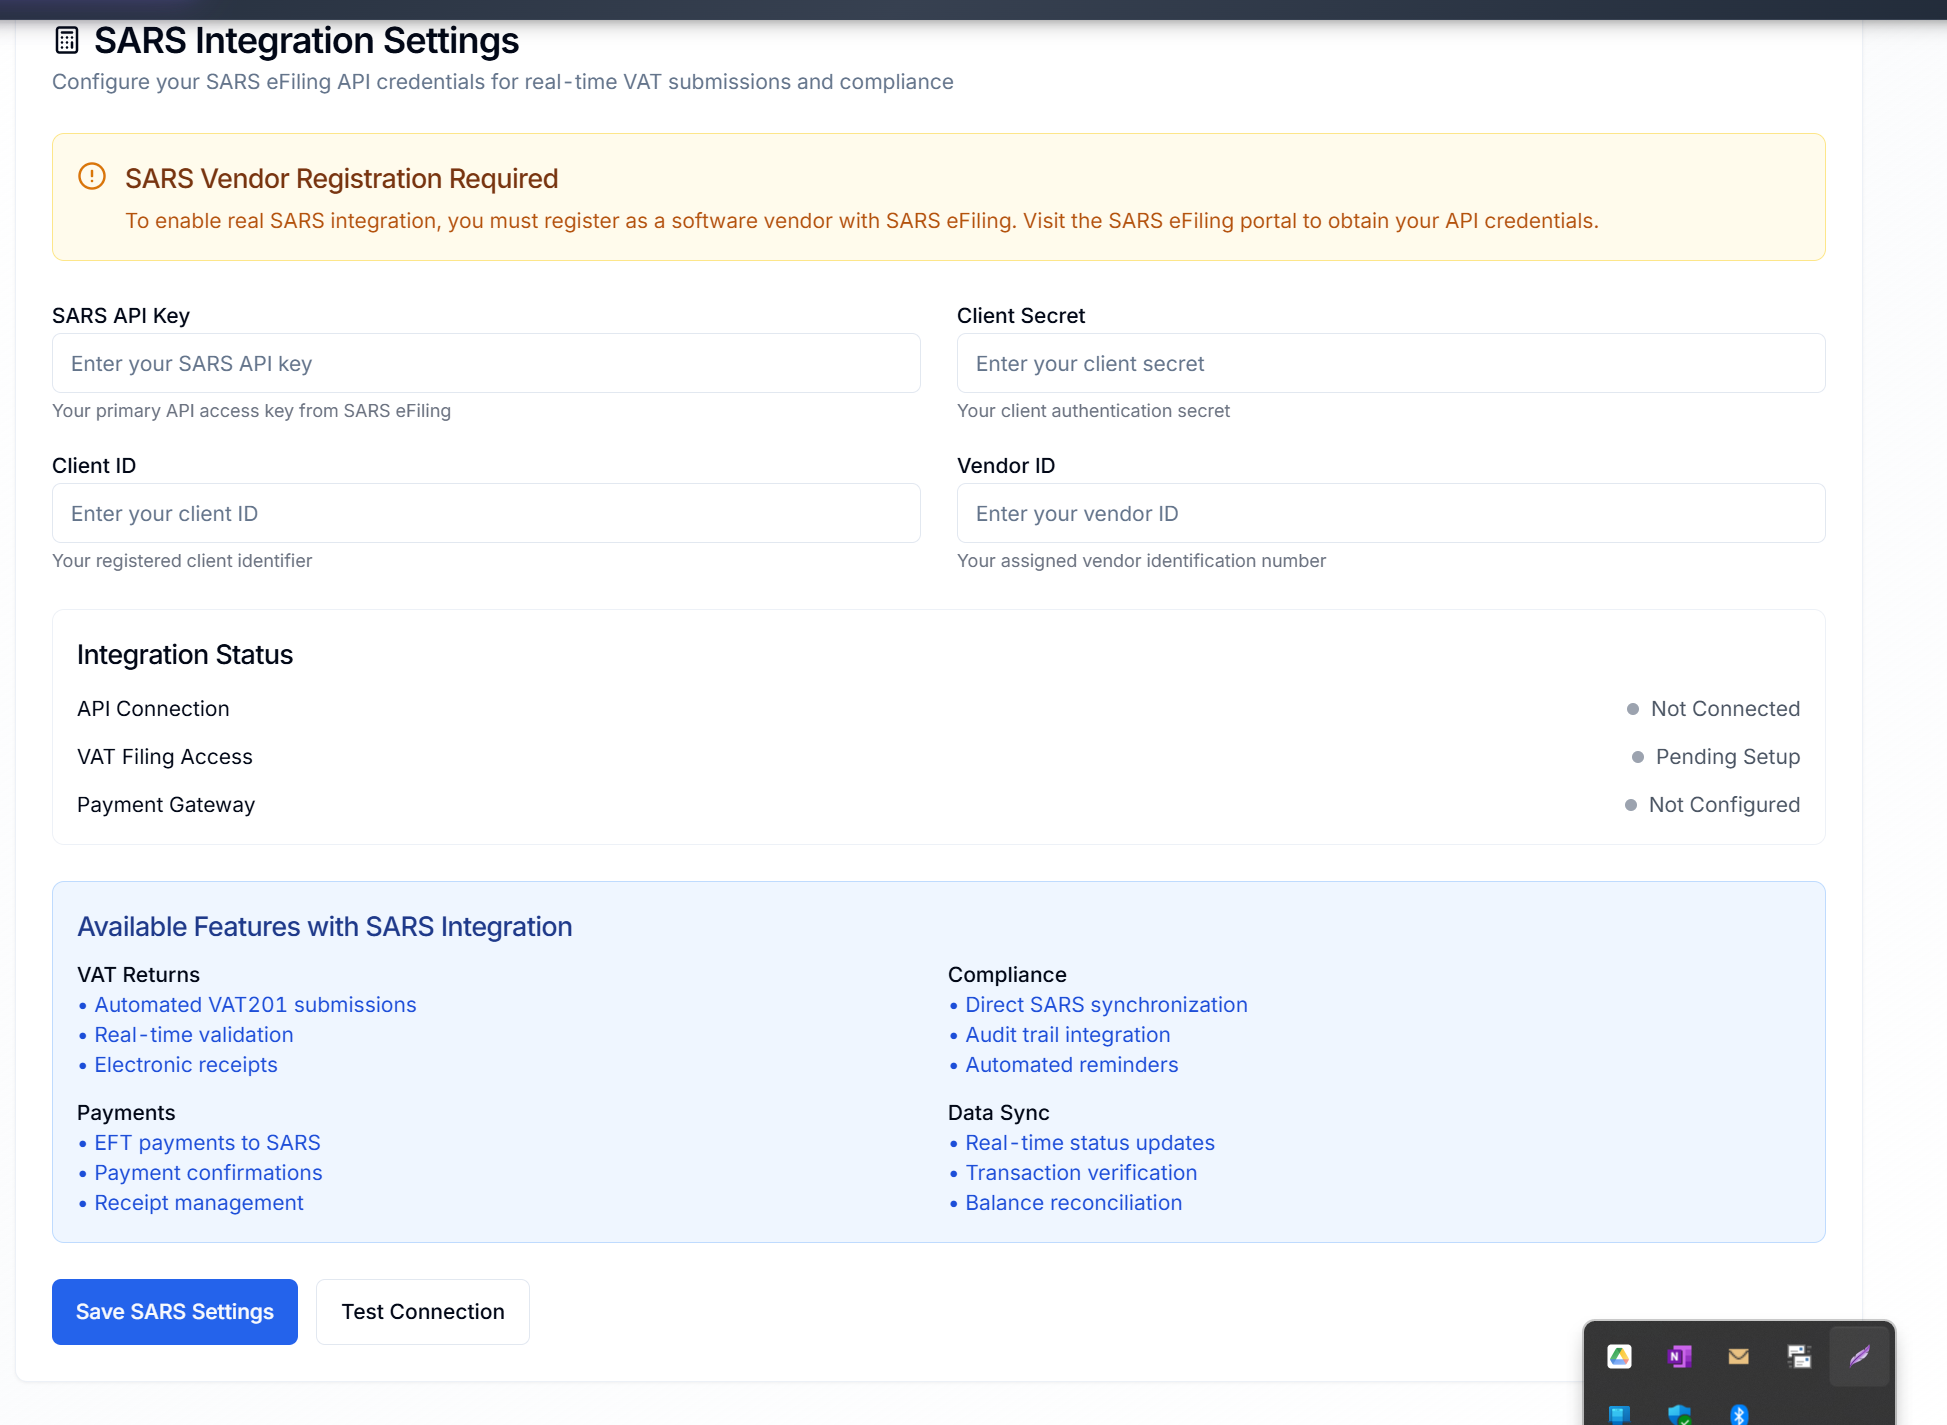 SARS Integration Settings
Configure your SARS eFiling API credentials for real-time VAT submissions and compliance
SARS Vendor Registration Required
To enable real SARS integration, you must register as a software vendor with SARS eFiling. Visit the SARS eFiling portal to obtain your API credentials.
SARS API Key
Enter your SARS API key
Your primary API access key from SARS eFiling
Client Secret
Enter your client secret
Your client authentication secret
Client ID
Enter your client ID
Your registered client identifier
Vendor ID
Enter your vendor ID
Your assigned vendor identification number
Integration Status
API Connection
Not Connected
VAT Filing Access
Pending Setup
Payment Gateway
Not Configured
Available Features with SARS Integration
VAT Returns
• Automated VAT201 submissions
• Real-time validation
• Electronic receipts
Compliance
• Direct SARS synchronization
• Audit trail integration
• Automated reminders
Payments
• EFT payments to SARS
• Payment confirmations
• Receipt management
Data Sync
• Real-time status updates
• Transaction verification
• Balance reconciliation
Save SARS Settings
Test Connection
N